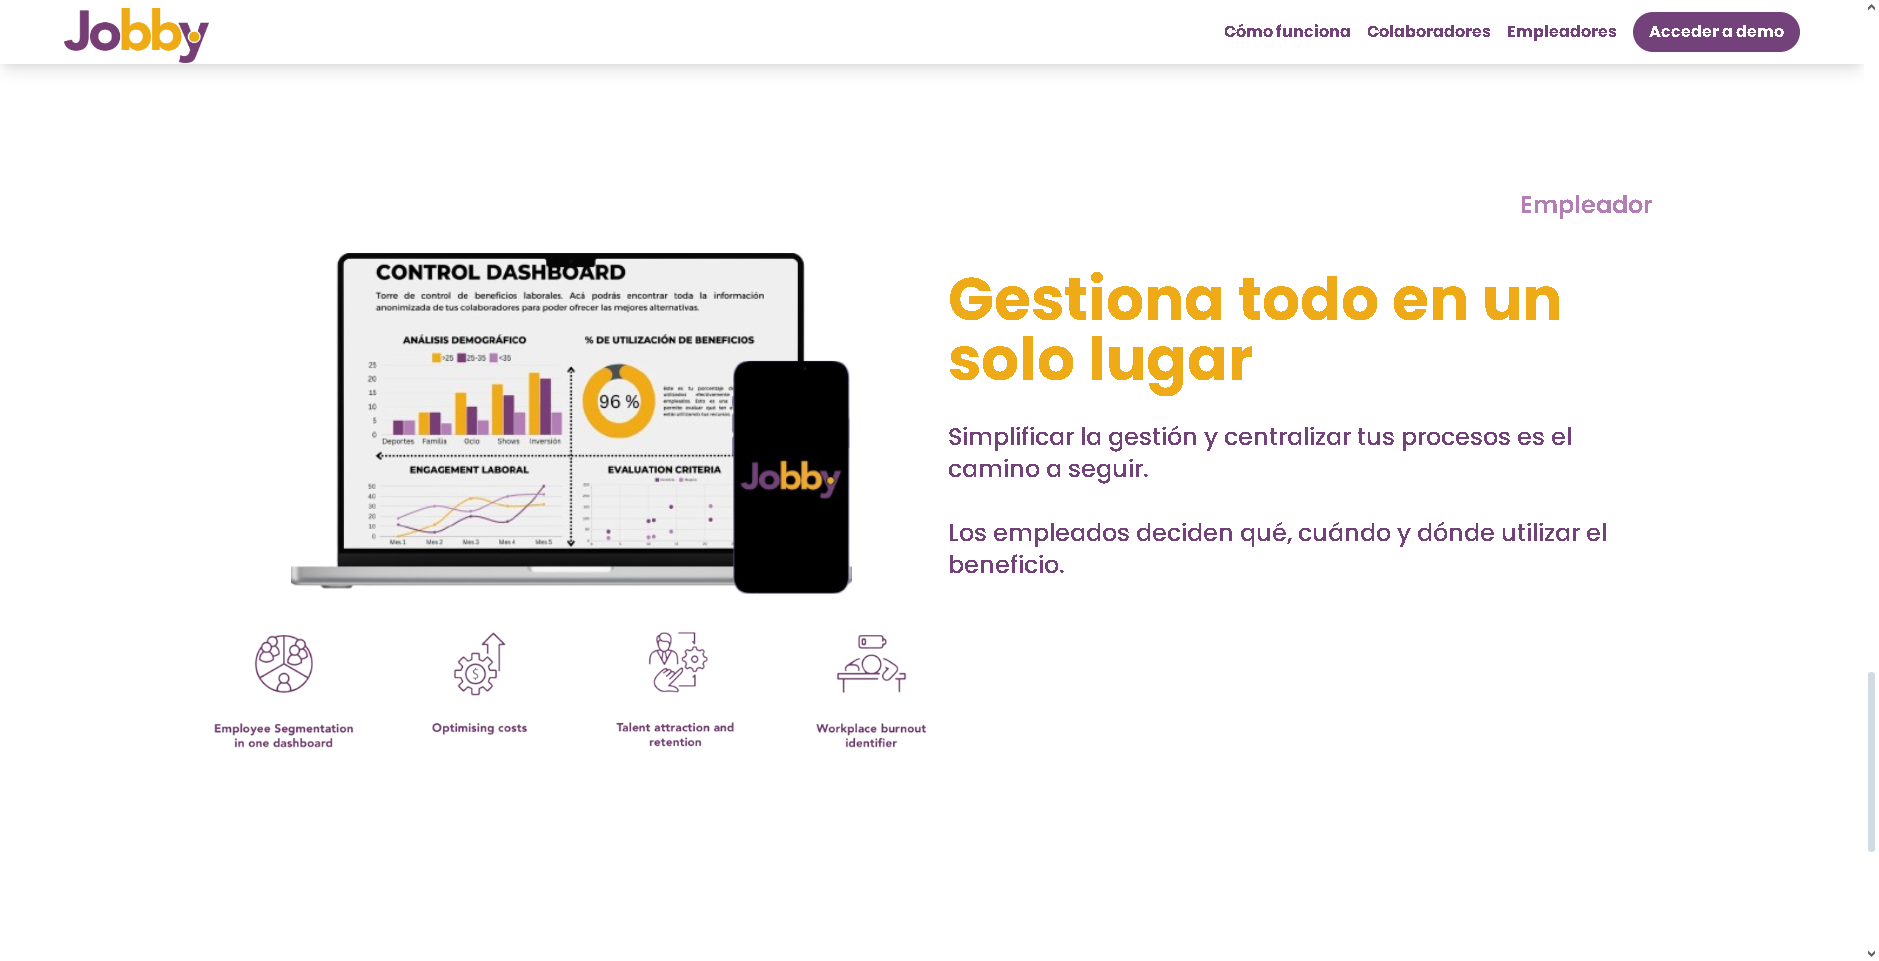 Jobby
Cómo funciona
Colaboradores
Empleadores
Acceder a demo
Empleador
CONTROL DASHBOARD
Torre de control de beneficios laborales. Acá podrás encontrar toda la información
anonimizada de tus colaboradores para poder ofrecer las mejores alternativas.
ANÁLISIS DEMOGRÁFICO
>25 25-35 <35
25
20
15
10
5
0
Deportes Familia Ocio Shows Inversión
% DE UTILIZACIÓN DE BENEFICIOS
96 %
ENGAGEMENT LABORAL
50
40
30
20
10
0
Mes 1 Mes 2 Mes 3 Mes 4 Mes 5
EVALUATION CRITERIA
Jobby
Gestiona todo en un
solo lugar
Simplificar la gestión y centralizar tus procesos es el
camino a seguir.
Los empleados deciden qué, cuándo y dónde utilizar el
beneficio.
Employee Segmentation
in one dashboard
Optimising costs
Talent attraction and
retention
Workplace burnout
identifier